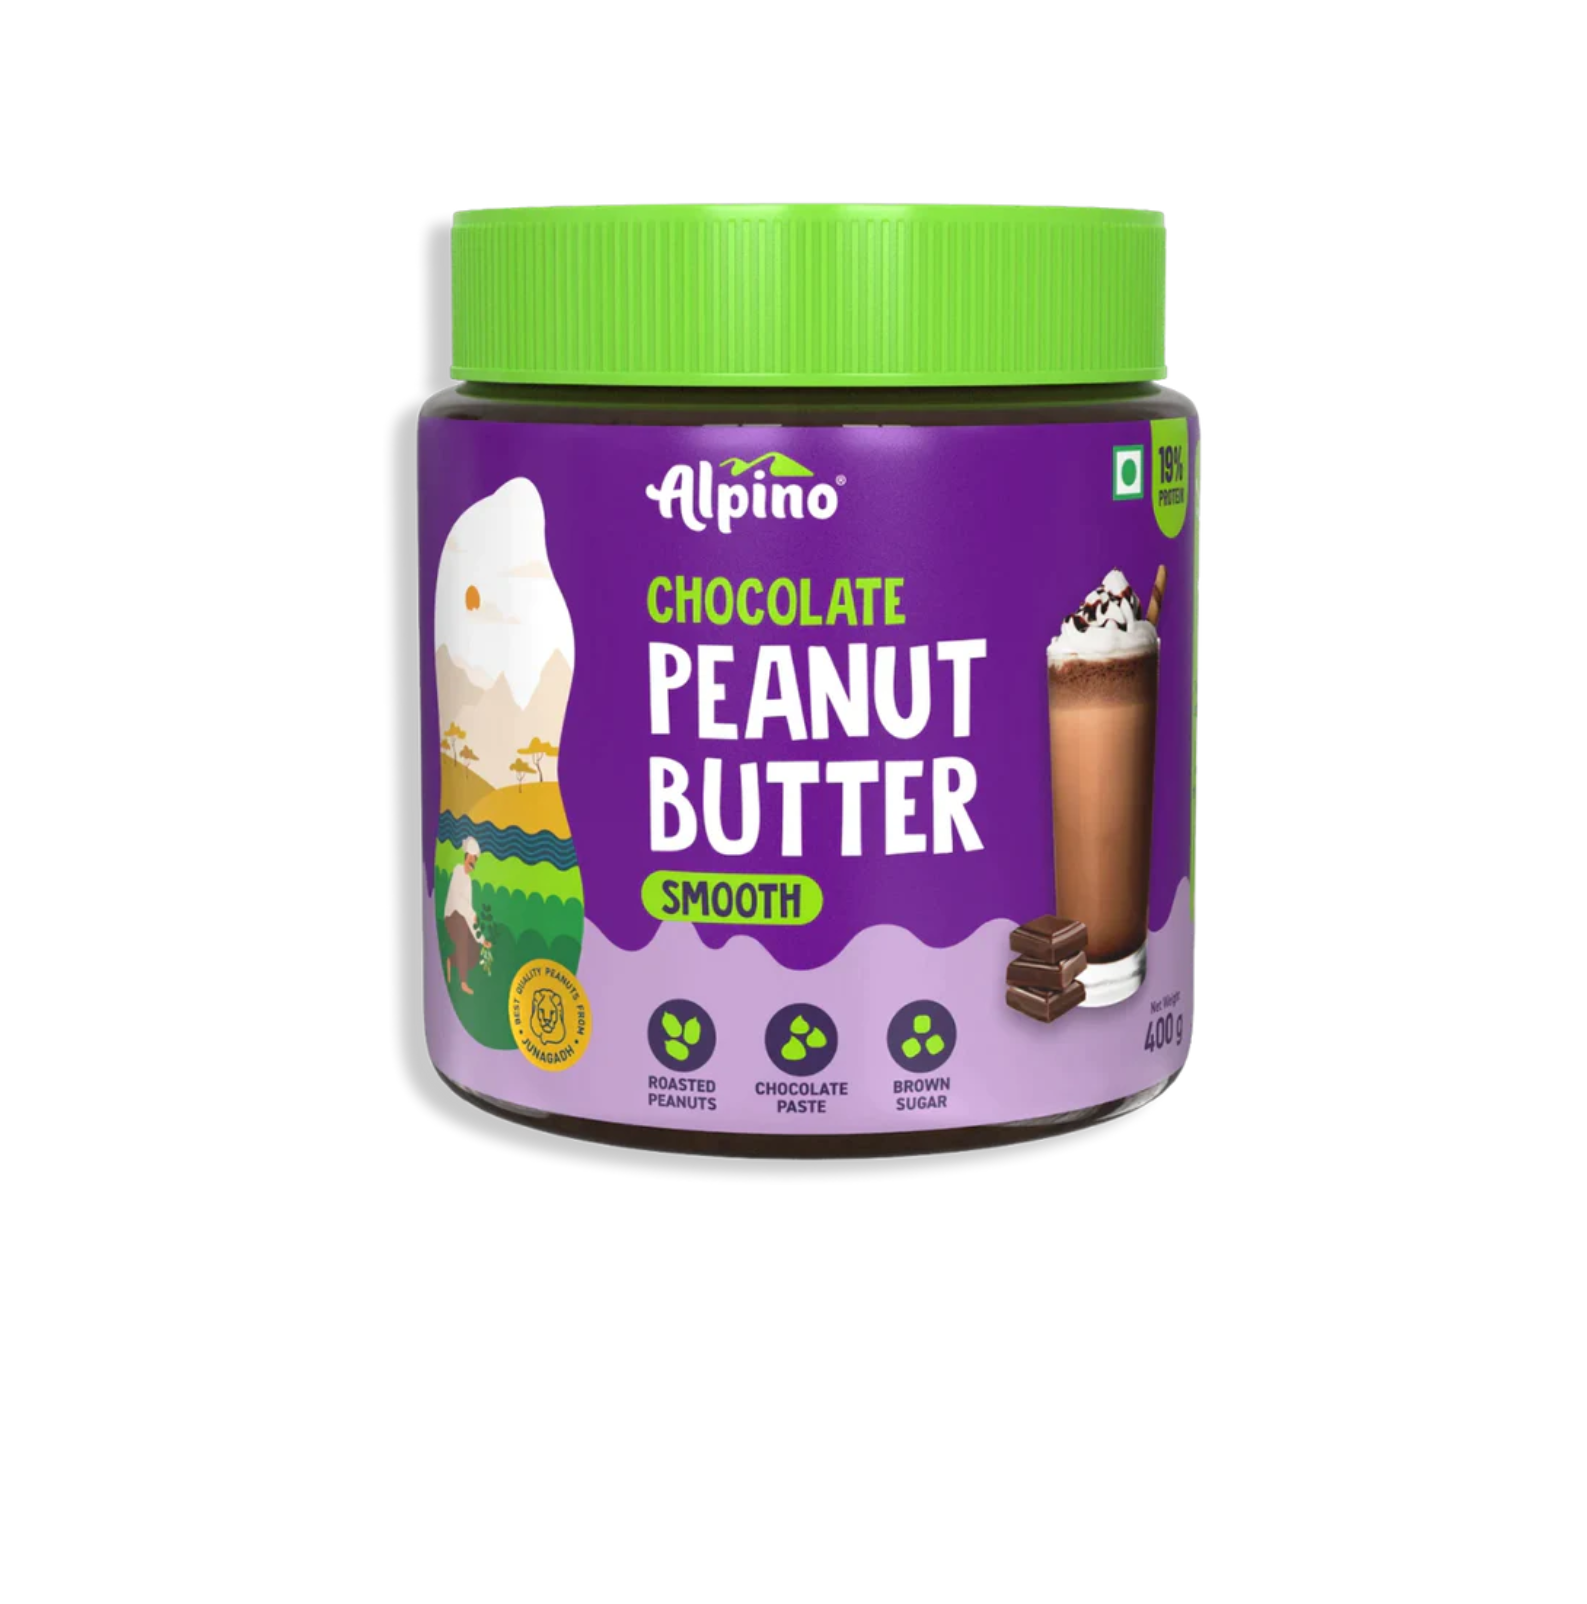 Alpino®
19%
PROTEIN
CHOCOLATE
PEANUT
BUTTER
SMOOTH
BEST QUALITY PEANUTS FROM
• JUNAGADH •
ROASTED
PEANUTS
CHOCOLATE
PASTE
BROWN
SUGAR
Net Weight
400 g